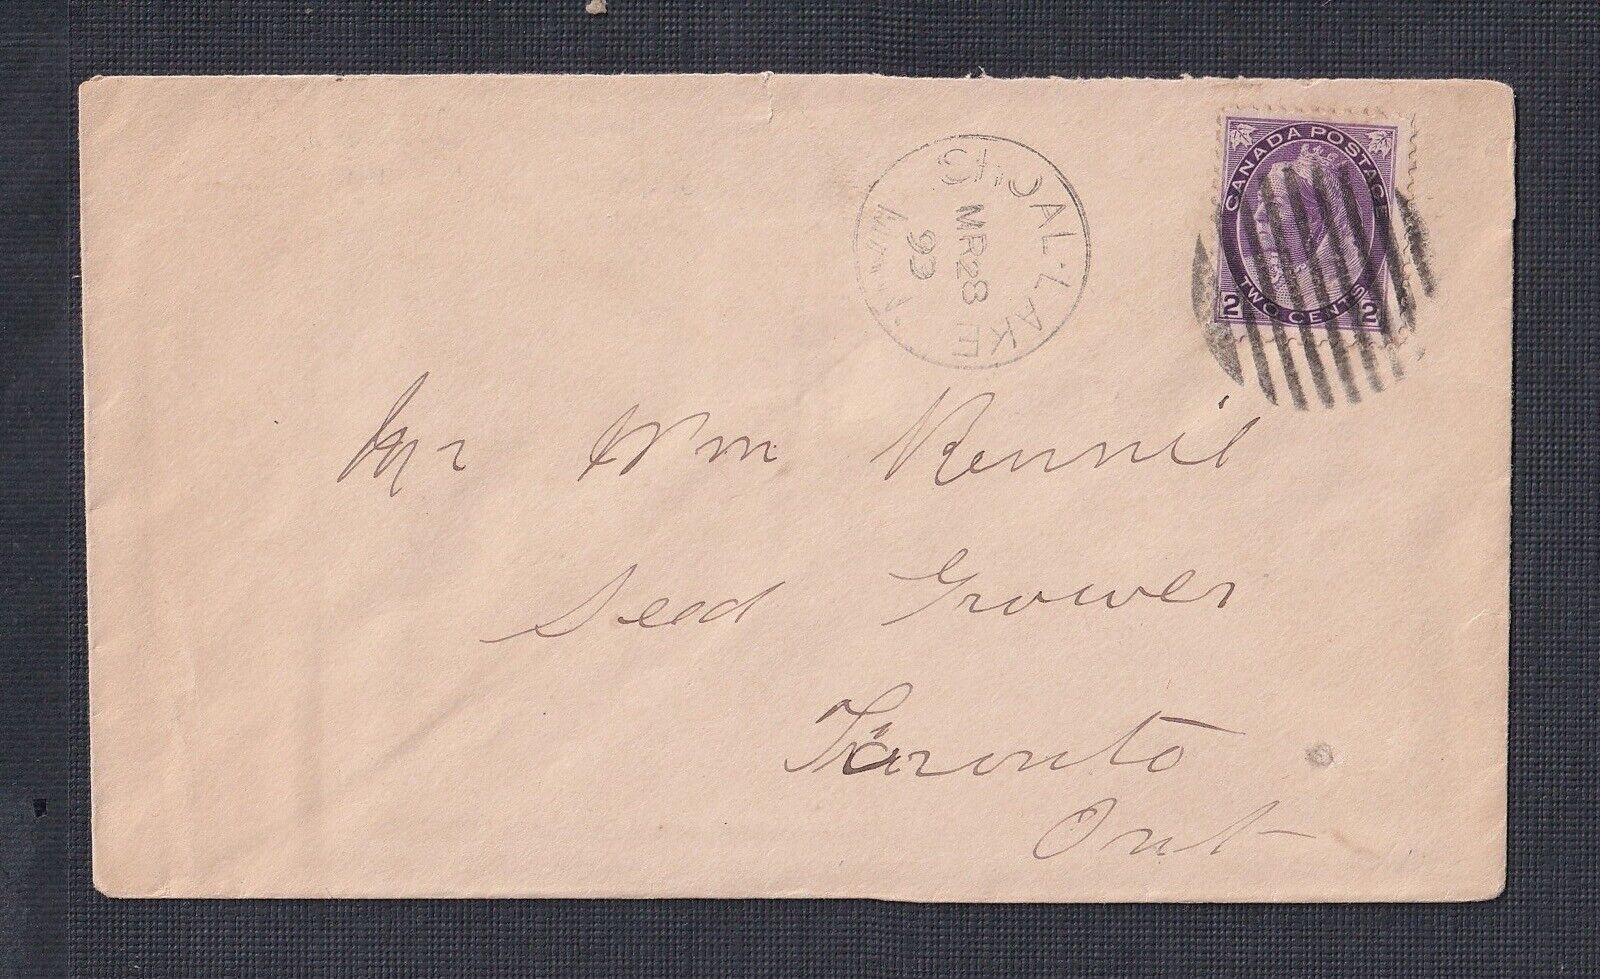 SHOAL·LAKE
MR 28
99
CANADA POSTAGE
TWO CENTS
2 2
Mr Wm Rennie
Seed Grower
Toronto
Ont